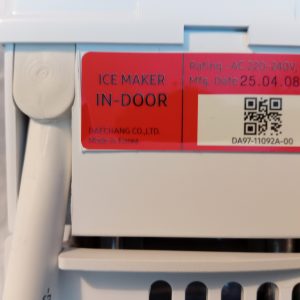 ICE MAKER
IN-DOOR
DAECHANG CO.,LTD.
Made in Korea
Rating: AC 220-240V,
Mfg. Date 25.04.08
DA97-11092A-00